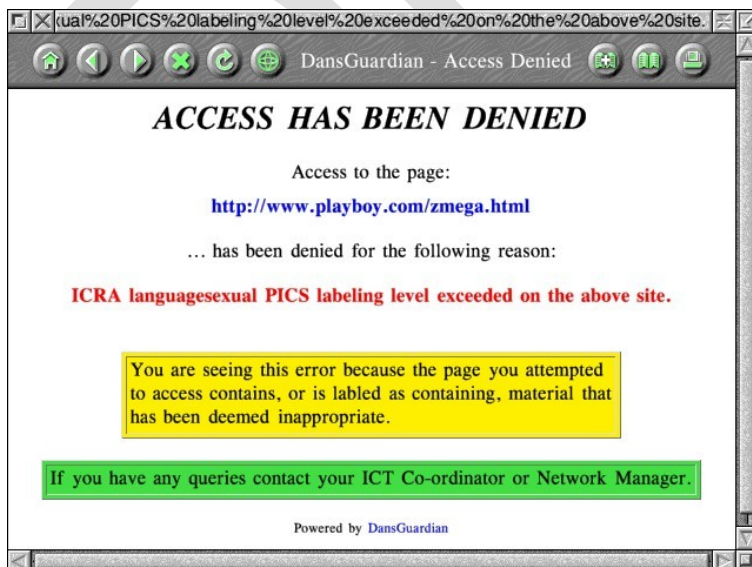 xual%20PICS%20labeling%20level%20exceeded%20on%20the%20above%20site.
DansGuardian - Access Denied
ACCESS HAS BEEN DENIED
Access to the page:
http://www.playboy.com/zmega.html
... has been denied for the following reason:
ICRA languagesexual PICS labeling level exceeded on the above site.
You are seeing this error because the page you attempted
to access contains, or is labled as containing, material that
has been deemed inappropriate.
If you have any queries contact your ICT Co-ordinator or Network Manager.
Powered by DansGuardian